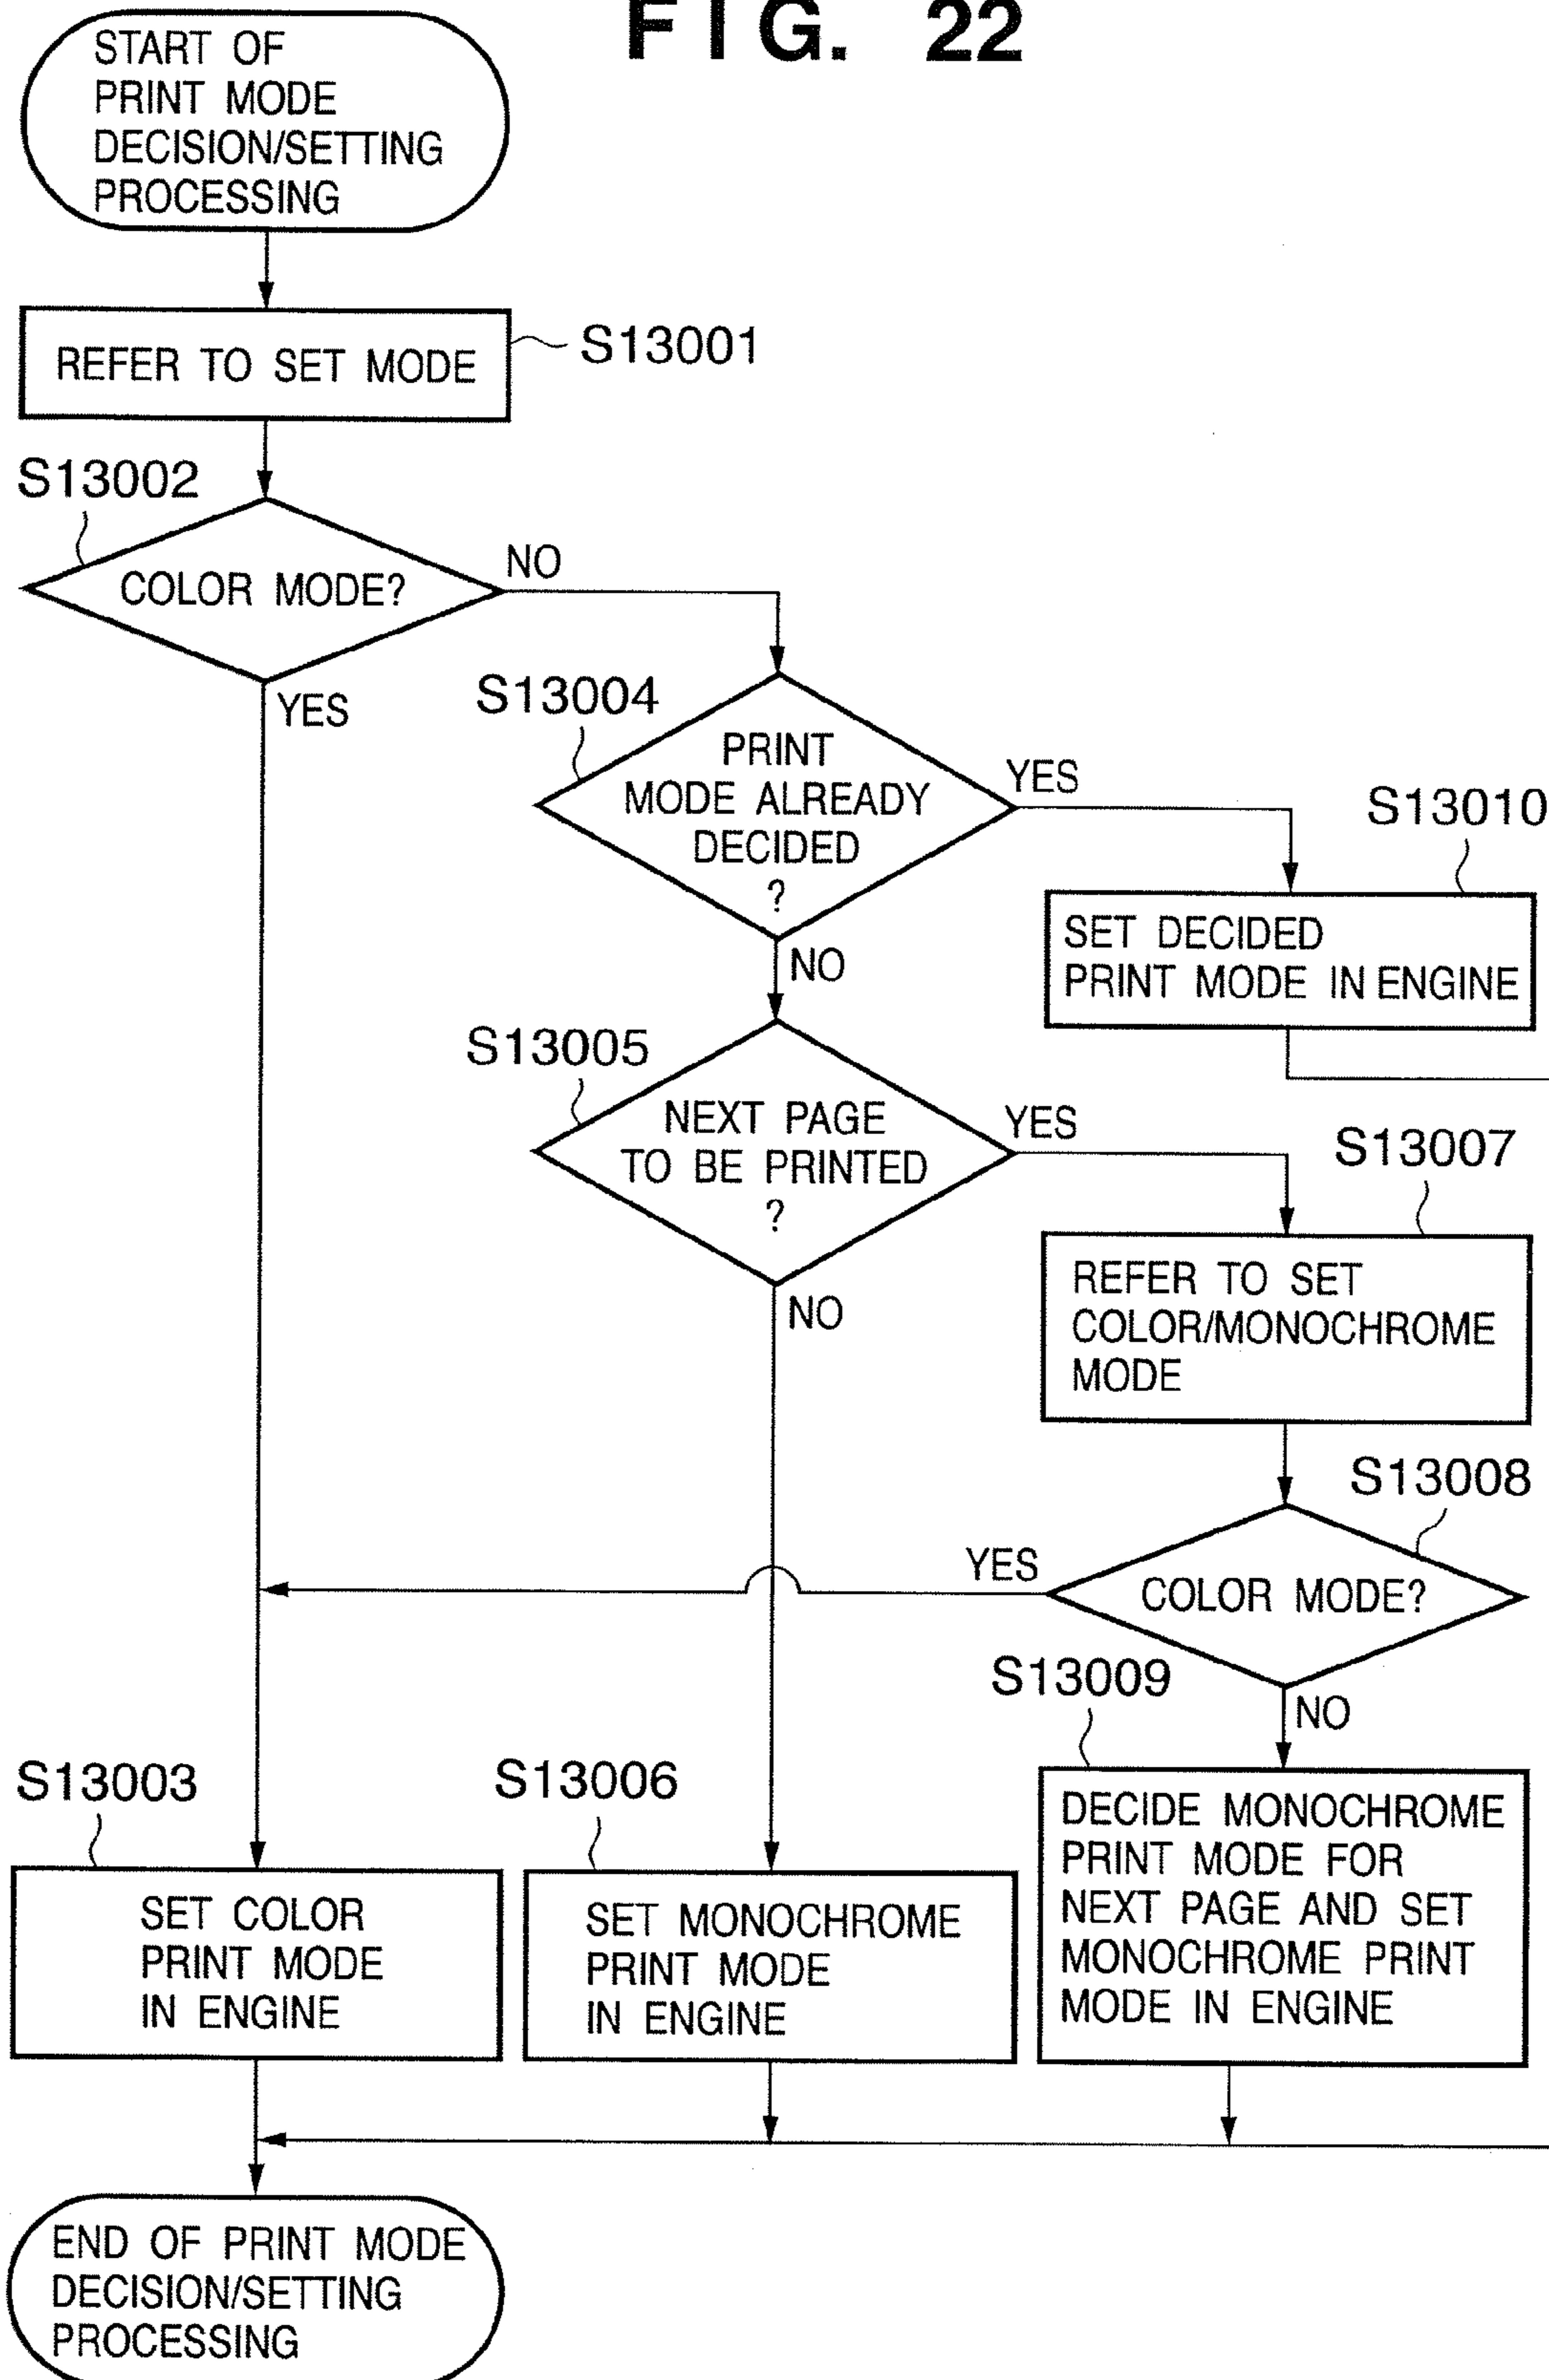 FIG. 22
START OF
PRINT MODE
DECISION/SETTING
PROCESSING
REFER TO SET MODE
S13001
S13002
COLOR MODE?
NO
YES
S13004
PRINT
MODE ALREADY
DECIDED
?
YES
NO
S13010
SET DECIDED
PRINT MODE IN ENGINE
S13005
NEXT PAGE
TO BE PRINTED
?
YES
NO
S13007
REFER TO SET
COLOR/MONOCHROME
MODE
S13008
COLOR MODE?
YES
NO
S13009
DECIDE MONOCHROME
PRINT MODE FOR
NEXT PAGE AND SET
MONOCHROME PRINT
MODE IN ENGINE
S13003
SET COLOR
PRINT MODE
IN ENGINE
S13006
SET MONOCHROME
PRINT MODE
IN ENGINE
END OF PRINT MODE
DECISION/SETTING
PROCESSING